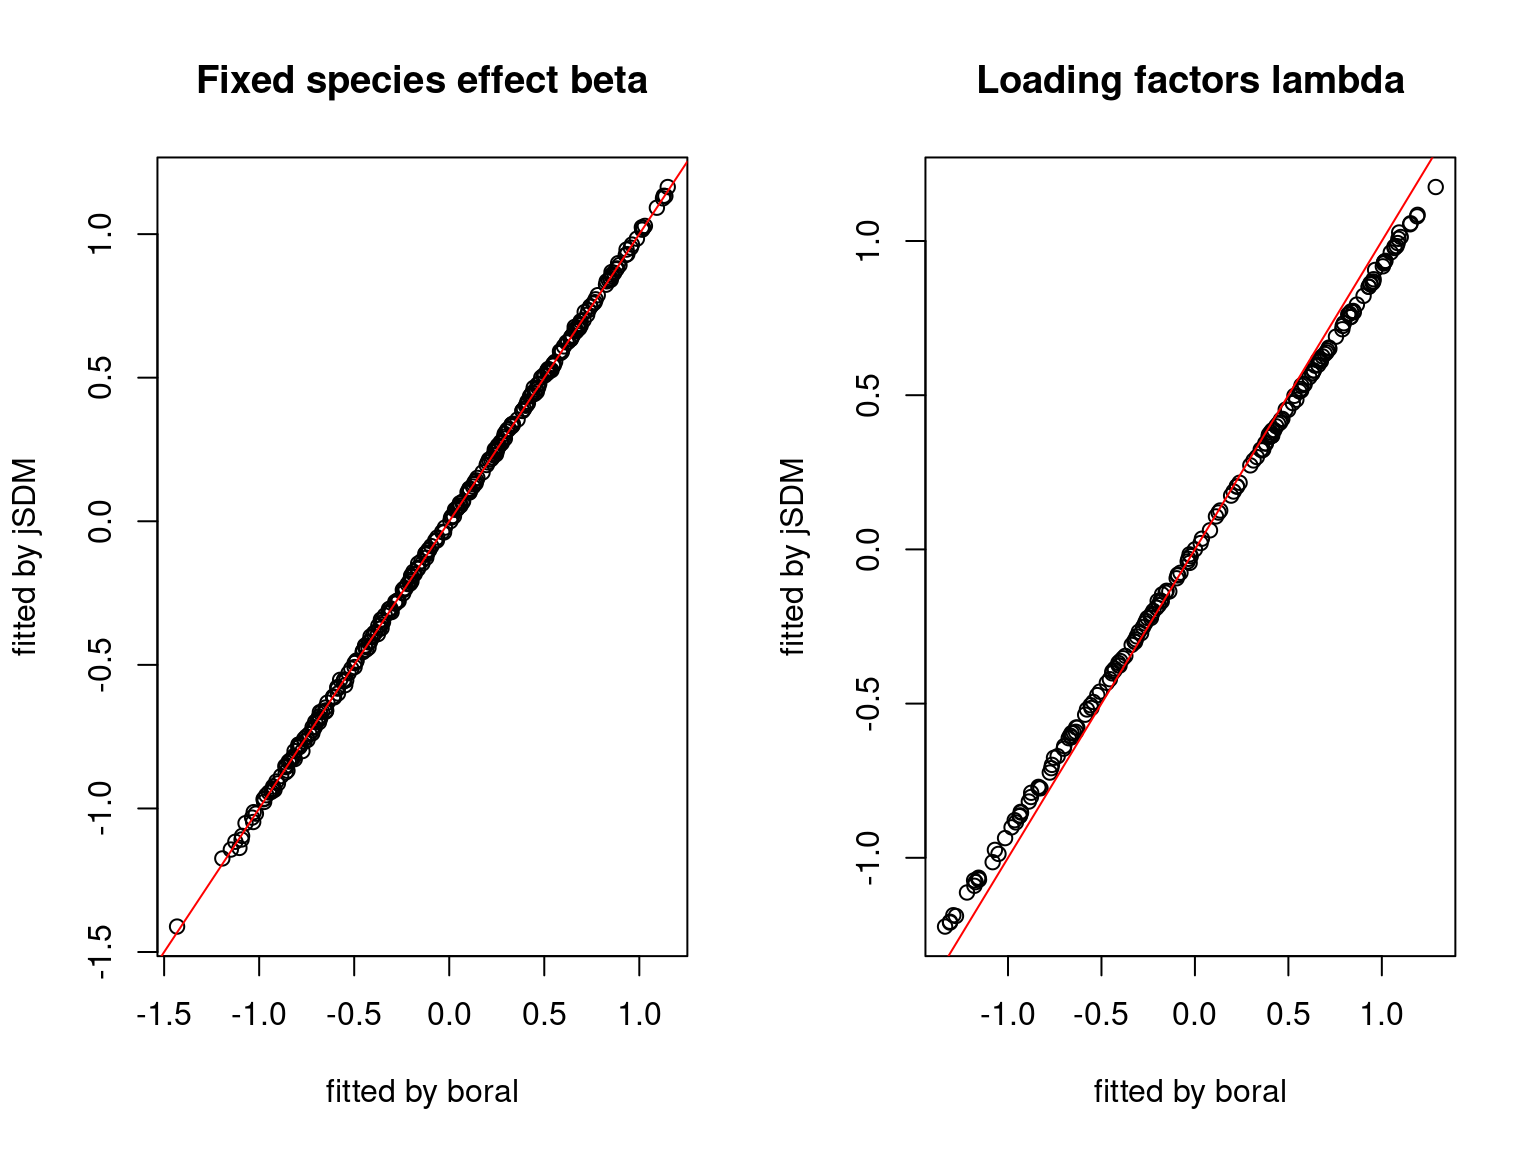 Fixed species effect beta
fitted by jSDM
1.0
0.5
0.0
-0.5
-1.0
-1.5
-1.5 -1.0 -0.5 0.0 0.5 1.0
fitted by boral
Loading factors lambda
fitted by jSDM
1.0
0.5
0.0
-0.5
-1.0
-1.0 -0.5 0.0 0.5 1.0
fitted by boral